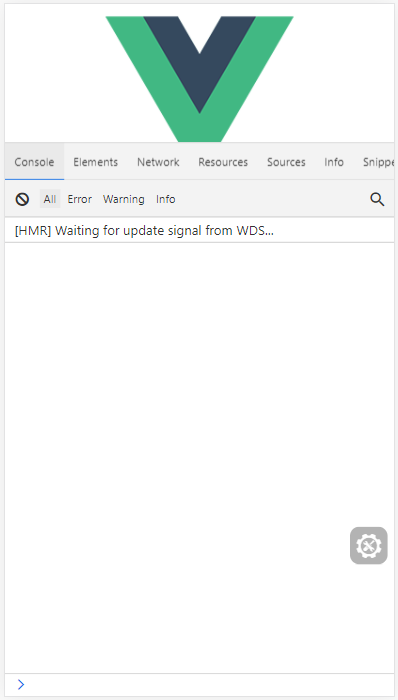 Console Elements Network Resources Sources Info Snippe
All Error Warning Info
[HMR] Waiting for update signal from WDS...